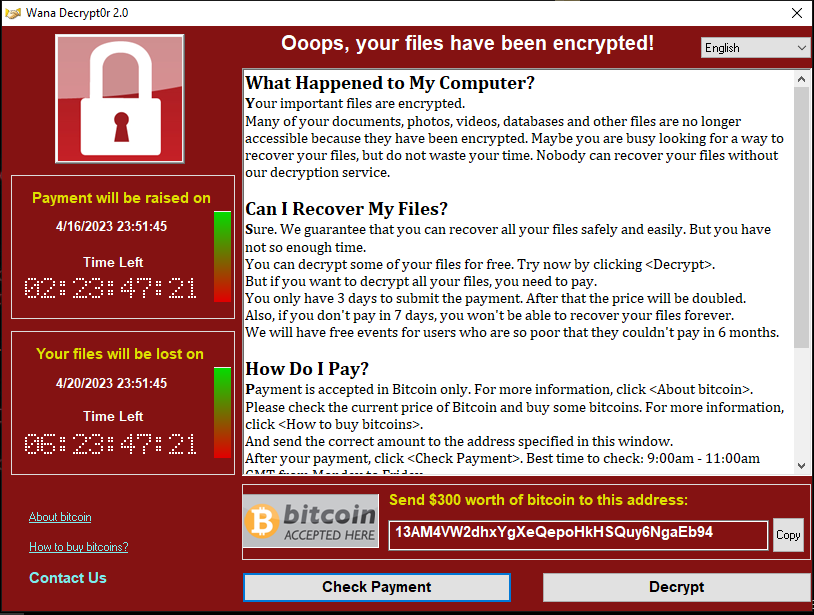 Wana Decrypt0r 2.0
Ooops, your files have been encrypted!
English
Payment will be raised on
4/16/2023 23:51:45
Time Left
02:23:47:21
Your files will be lost on
4/20/2023 23:51:45
Time Left
06:23:47:21
About bitcoin
How to buy bitcoins?
Contact Us
What Happened to My Computer?
Your important files are encrypted.
Many of your documents, photos, videos, databases and other files are no longer
accessible because they have been encrypted. Maybe you are busy looking for a way to
recover your files, but do not waste your time. Nobody can recover your files without
our decryption service.
Can I Recover My Files?
Sure. We guarantee that you can recover all your files safely and easily. But you have
not so enough time.
You can decrypt some of your files for free. Try now by clicking <Decrypt>.
But if you want to decrypt all your files, you need to pay.
You only have 3 days to submit the payment. After that the price will be doubled.
Also, if you don't pay in 7 days, you won't be able to recover your files forever.
We will have free events for users who are so poor that they couldn't pay in 6 months.
How Do I Pay?
Payment is accepted in Bitcoin only. For more information, click <About bitcoin>.
Please check the current price of Bitcoin and buy some bitcoins. For more information,
click <How to buy bitcoins>.
And send the correct amount to the address specified in this window.
After your payment, click <Check Payment>. Best time to check: 9:00am - 11:00am
GMT from Monday to Friday.
bitcoin
ACCEPTED HERE
Send $300 worth of bitcoin to this address:
13AM4VW2dhxYgXeQepoHkHSQuy6NgaEb94
Copy
Check Payment
Decrypt